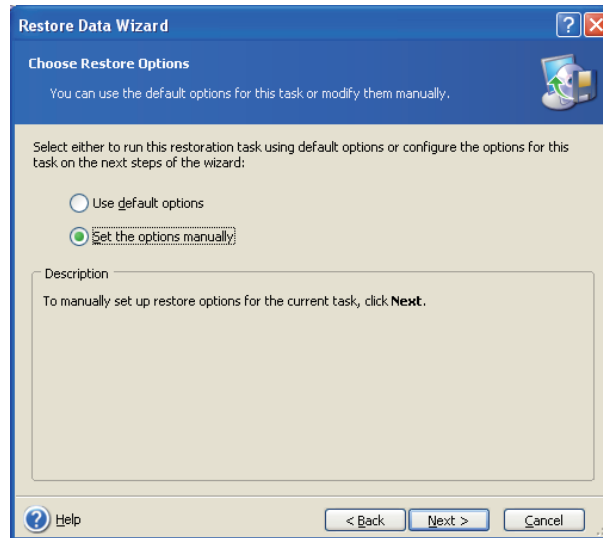 Restore Data Wizard
Choose Restore Options
You can use the default options for this task or modify them manually.
Select either to run this restoration task using default options or configure the options for this
task on the next steps of the wizard:
Use default options
Set the options manually
Description
To manually set up restore options for the current task, click Next.
Help
< Back
Next >
Cancel